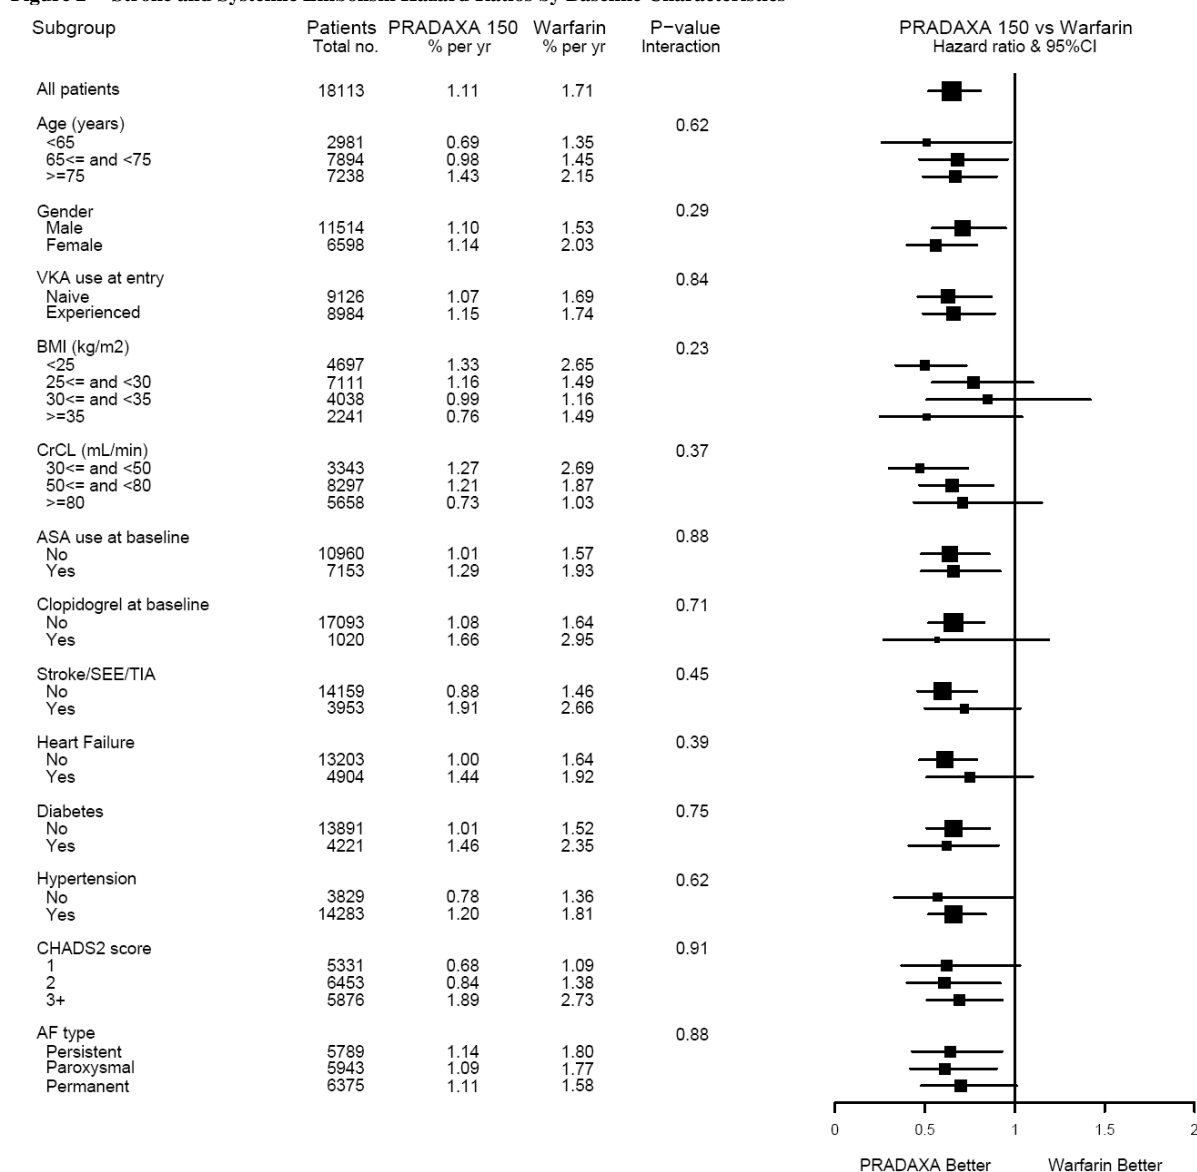 Subgroup Patients PRADAXA 150 Warfarin P−value PRADAXA 150 vs Warfarin
Total no. % per yr % per yr Interaction Hazard ratio & 95%CI
All patients 18113 1.11 1.71
Age (years) 0.62
<65 2981 0.69 1.35
65<= and <75 7894 0.98 1.45
>=75 7238 1.43 2.15
Gender 0.29
Male 11514 1.10 1.53
Female 6598 1.14 2.03
VKA use at entry 0.84
Naive 9126 1.07 1.69
Experienced 8984 1.15 1.74
BMI (kg/m2) 0.23
<25 4697 1.33 2.65
25<= and <30 7111 1.16 1.49
30<= and <35 4038 0.99 1.16
>=35 2241 0.76 1.49
CrCL (mL/min) 0.37
30<= and <50 3343 1.27 2.69
50<= and <80 8297 1.21 1.87
>=80 5658 0.73 1.03
ASA use at baseline 0.88
No 10960 1.01 1.57
Yes 7153 1.29 1.93
Clopidogrel at baseline 0.71
No 17093 1.08 1.64
Yes 1020 1.66 2.95
Stroke/SEE/TIA 0.45
No 14159 0.88 1.46
Yes 3953 1.91 2.66
Heart Failure 0.39
No 13203 1.00 1.64
Yes 4904 1.44 1.92
Diabetes 0.75
No 13891 1.01 1.52
Yes 4221 1.46 2.35
Hypertension 0.62
No 3829 0.78 1.36
Yes 14283 1.20 1.81
CHADS2 score 0.91
1 5331 0.68 1.09
2 6453 0.84 1.38
3+ 5876 1.89 2.73
AF type 0.88
Persistent 5789 1.14 1.80
Paroxysmal 5943 1.09 1.77
Permanent 6375 1.11 1.58
0 0.5 1 1.5 2
PRADAXA Better Warfarin Better